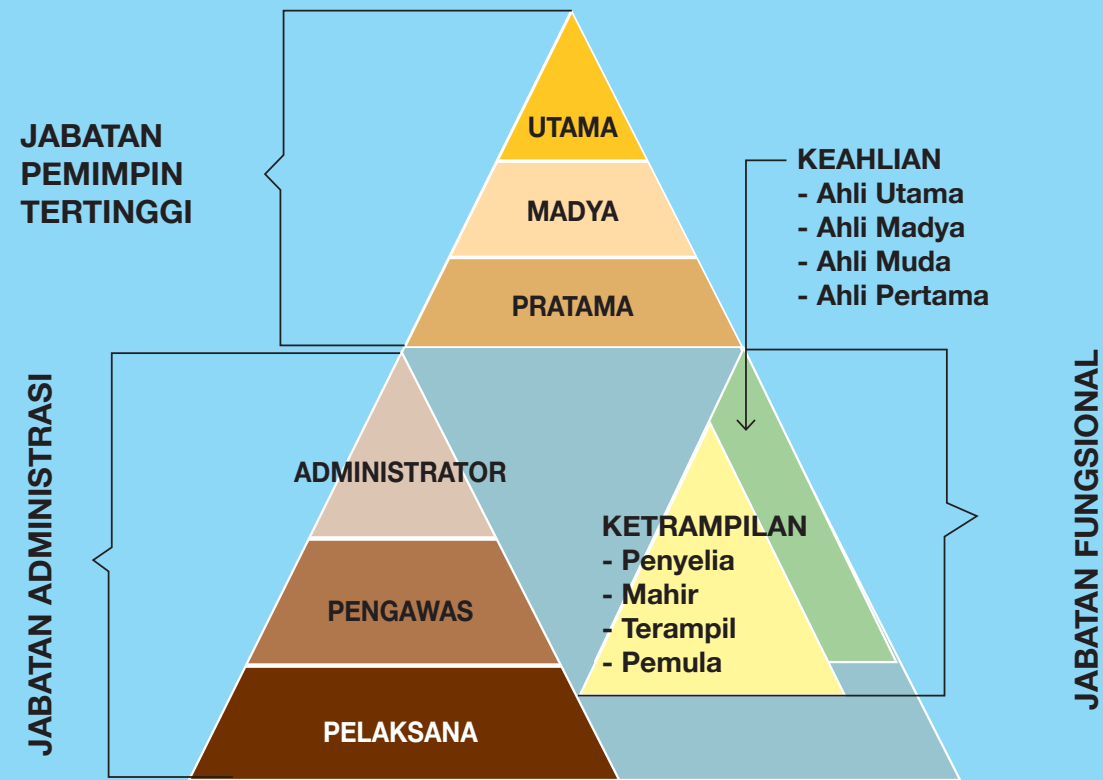 JABATAN
PEMIMPIN
TERTINGGI
UTAMA
MADYA
PRATAMA
KEAHLIAN
- Ahli Utama
- Ahli Madya
- Ahli Muda
- Ahli Pertama
JABATAN ADMINISTRASI
ADMINISTRATOR
PENGAWAS
PELAKSANA
KETRAMPILAN
- Penyelia
- Mahir
- Terampil
- Pemula
JABATAN FUNGSIONAL